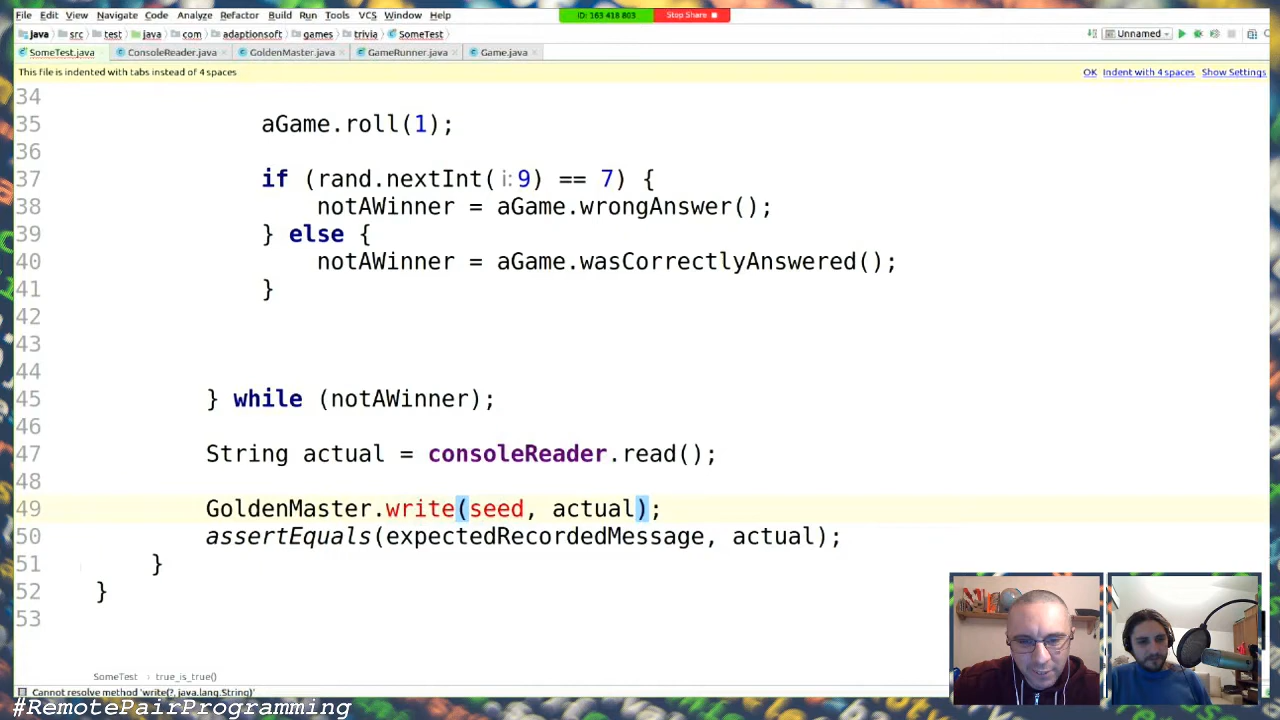 File Edit View Navigate Code Analyze Refactor Build Run Tools VCS Window Help
ID: 163 418 803 Stop Share
java src test java com adaptionsoft games trivia SomeTest
Unnamed
SomeTest.java ConsoleReader.java GoldenMaster.java GameRunner.java Game.java
This file is indented with tabs instead of 4 spaces OK Indent with 4 spaces Show Settings
34
35 aGame.roll(1);
36
37 if (rand.nextInt( i: 9) == 7) {
38 notAWinner = aGame.wrongAnswer();
39 } else {
40 notAWinner = aGame.wasCorrectlyAnswered();
41 }
42
43
44
45 } while (notAWinner);
46
47 String actual = consoleReader.read();
48
49 GoldenMaster.write(seed, actual);
50 assertEquals(expectedRecordedMessage, actual);
51 }
52 }
53
SomeTest true_is_true()
Cannot resolve method 'write(?, java.lang.String)'
#RemotePairProgramming